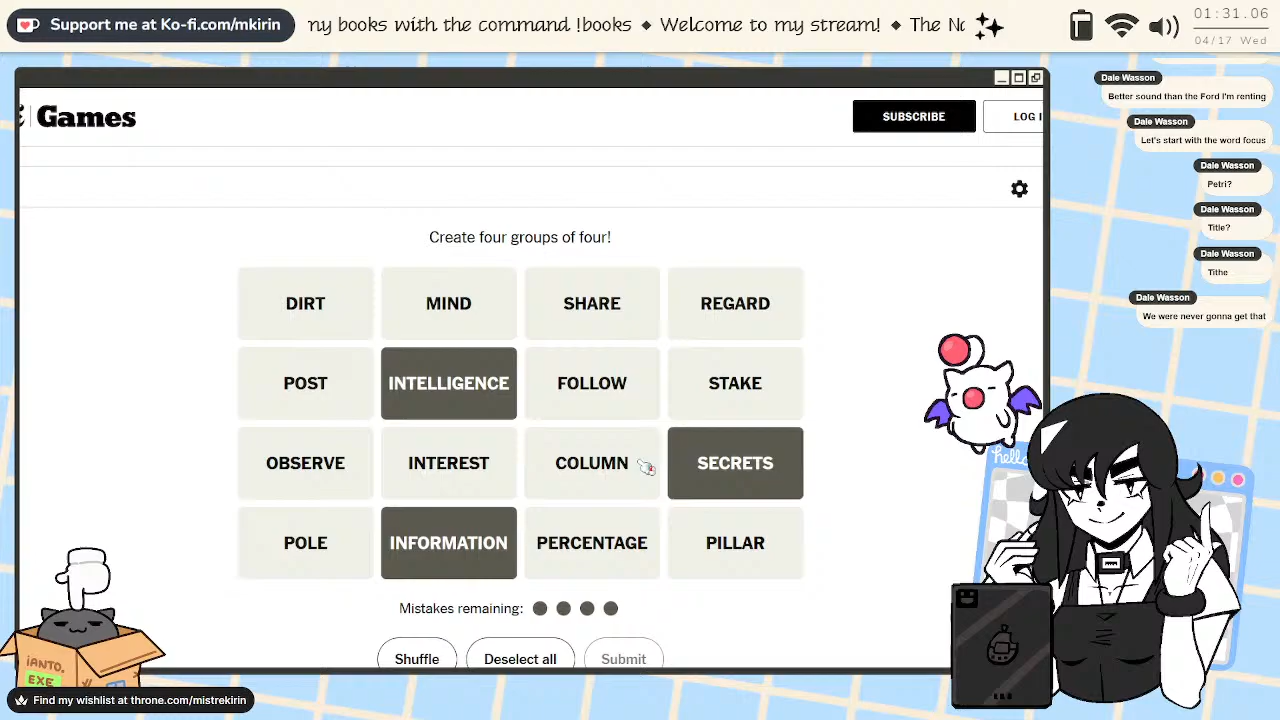 Support me at Ko-fi.com/mkirin
my books with the command !books ◆ Welcome to my stream! ◆ The
01:31.06
04/17 Wed
Games
SUBSCRIBE
LOG I
Create four groups of four!
DIRT MIND SHARE REGARD
POST INTELLIGENCE FOLLOW STAKE
OBSERVE INTEREST COLUMN SECRETS
POLE INFORMATION PERCENTAGE PILLAR
Mistakes remaining:
Shuffle Deselect all Submit
Dale Wasson
Better sound than the Ford I'm renting
Dale Wasson
Let's start with the word focus
Dale Wasson
Petri?
Dale Wasson
Title?
Dale Wasson
Tithe
Dale Wasson
We were never gonna get that
hello
iANTO.
EXE
Find my wishlist at throne.com/mistrekirin